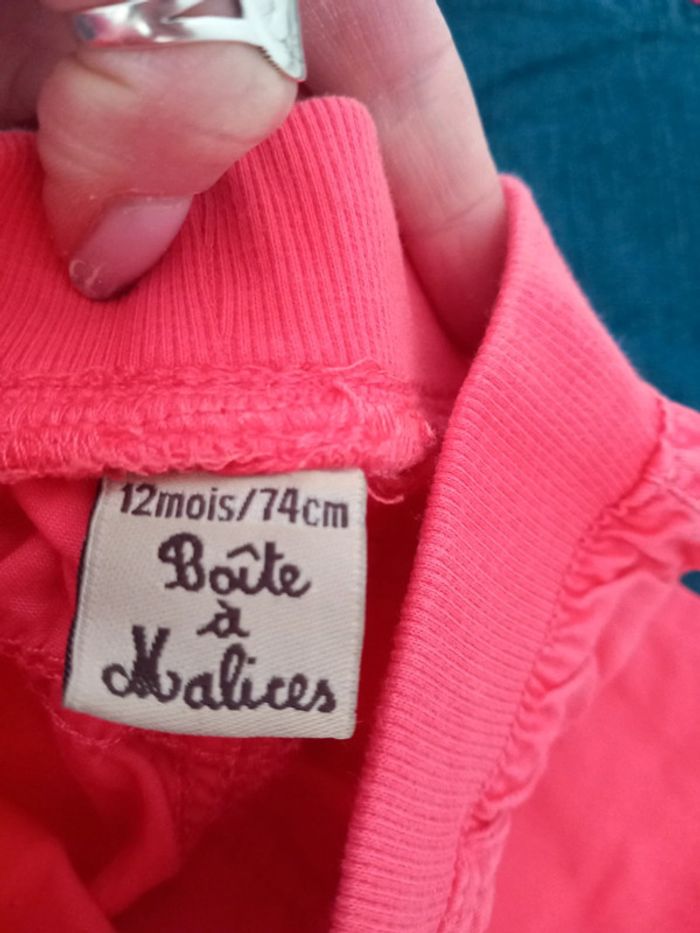 12mois/74cm
Boîte
à
Malices